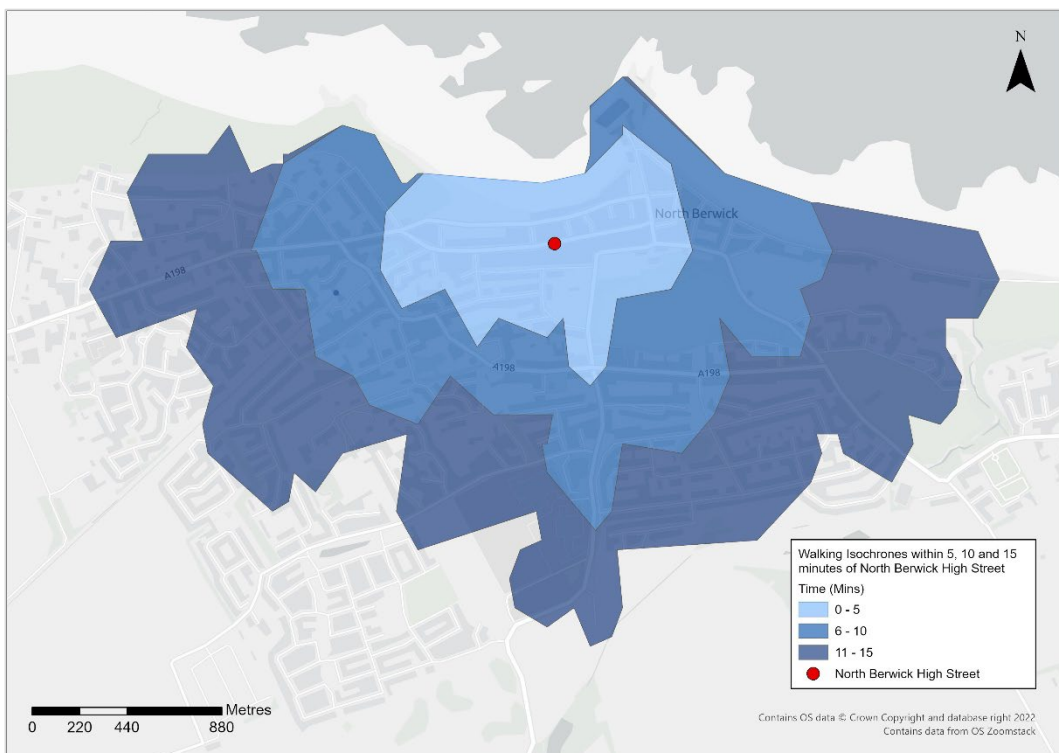 N
North Berwick
A198
A198
A198
Walking Isochrones within 5, 10 and 15
minutes of North Berwick High Street
Time (Mins)
0 - 5
6 - 10
11 - 15
North Berwick High Street
Metres
0 220 440 880
Contains OS data © Crown Copyright and database right 2022
Contains data from OS Zoomstack